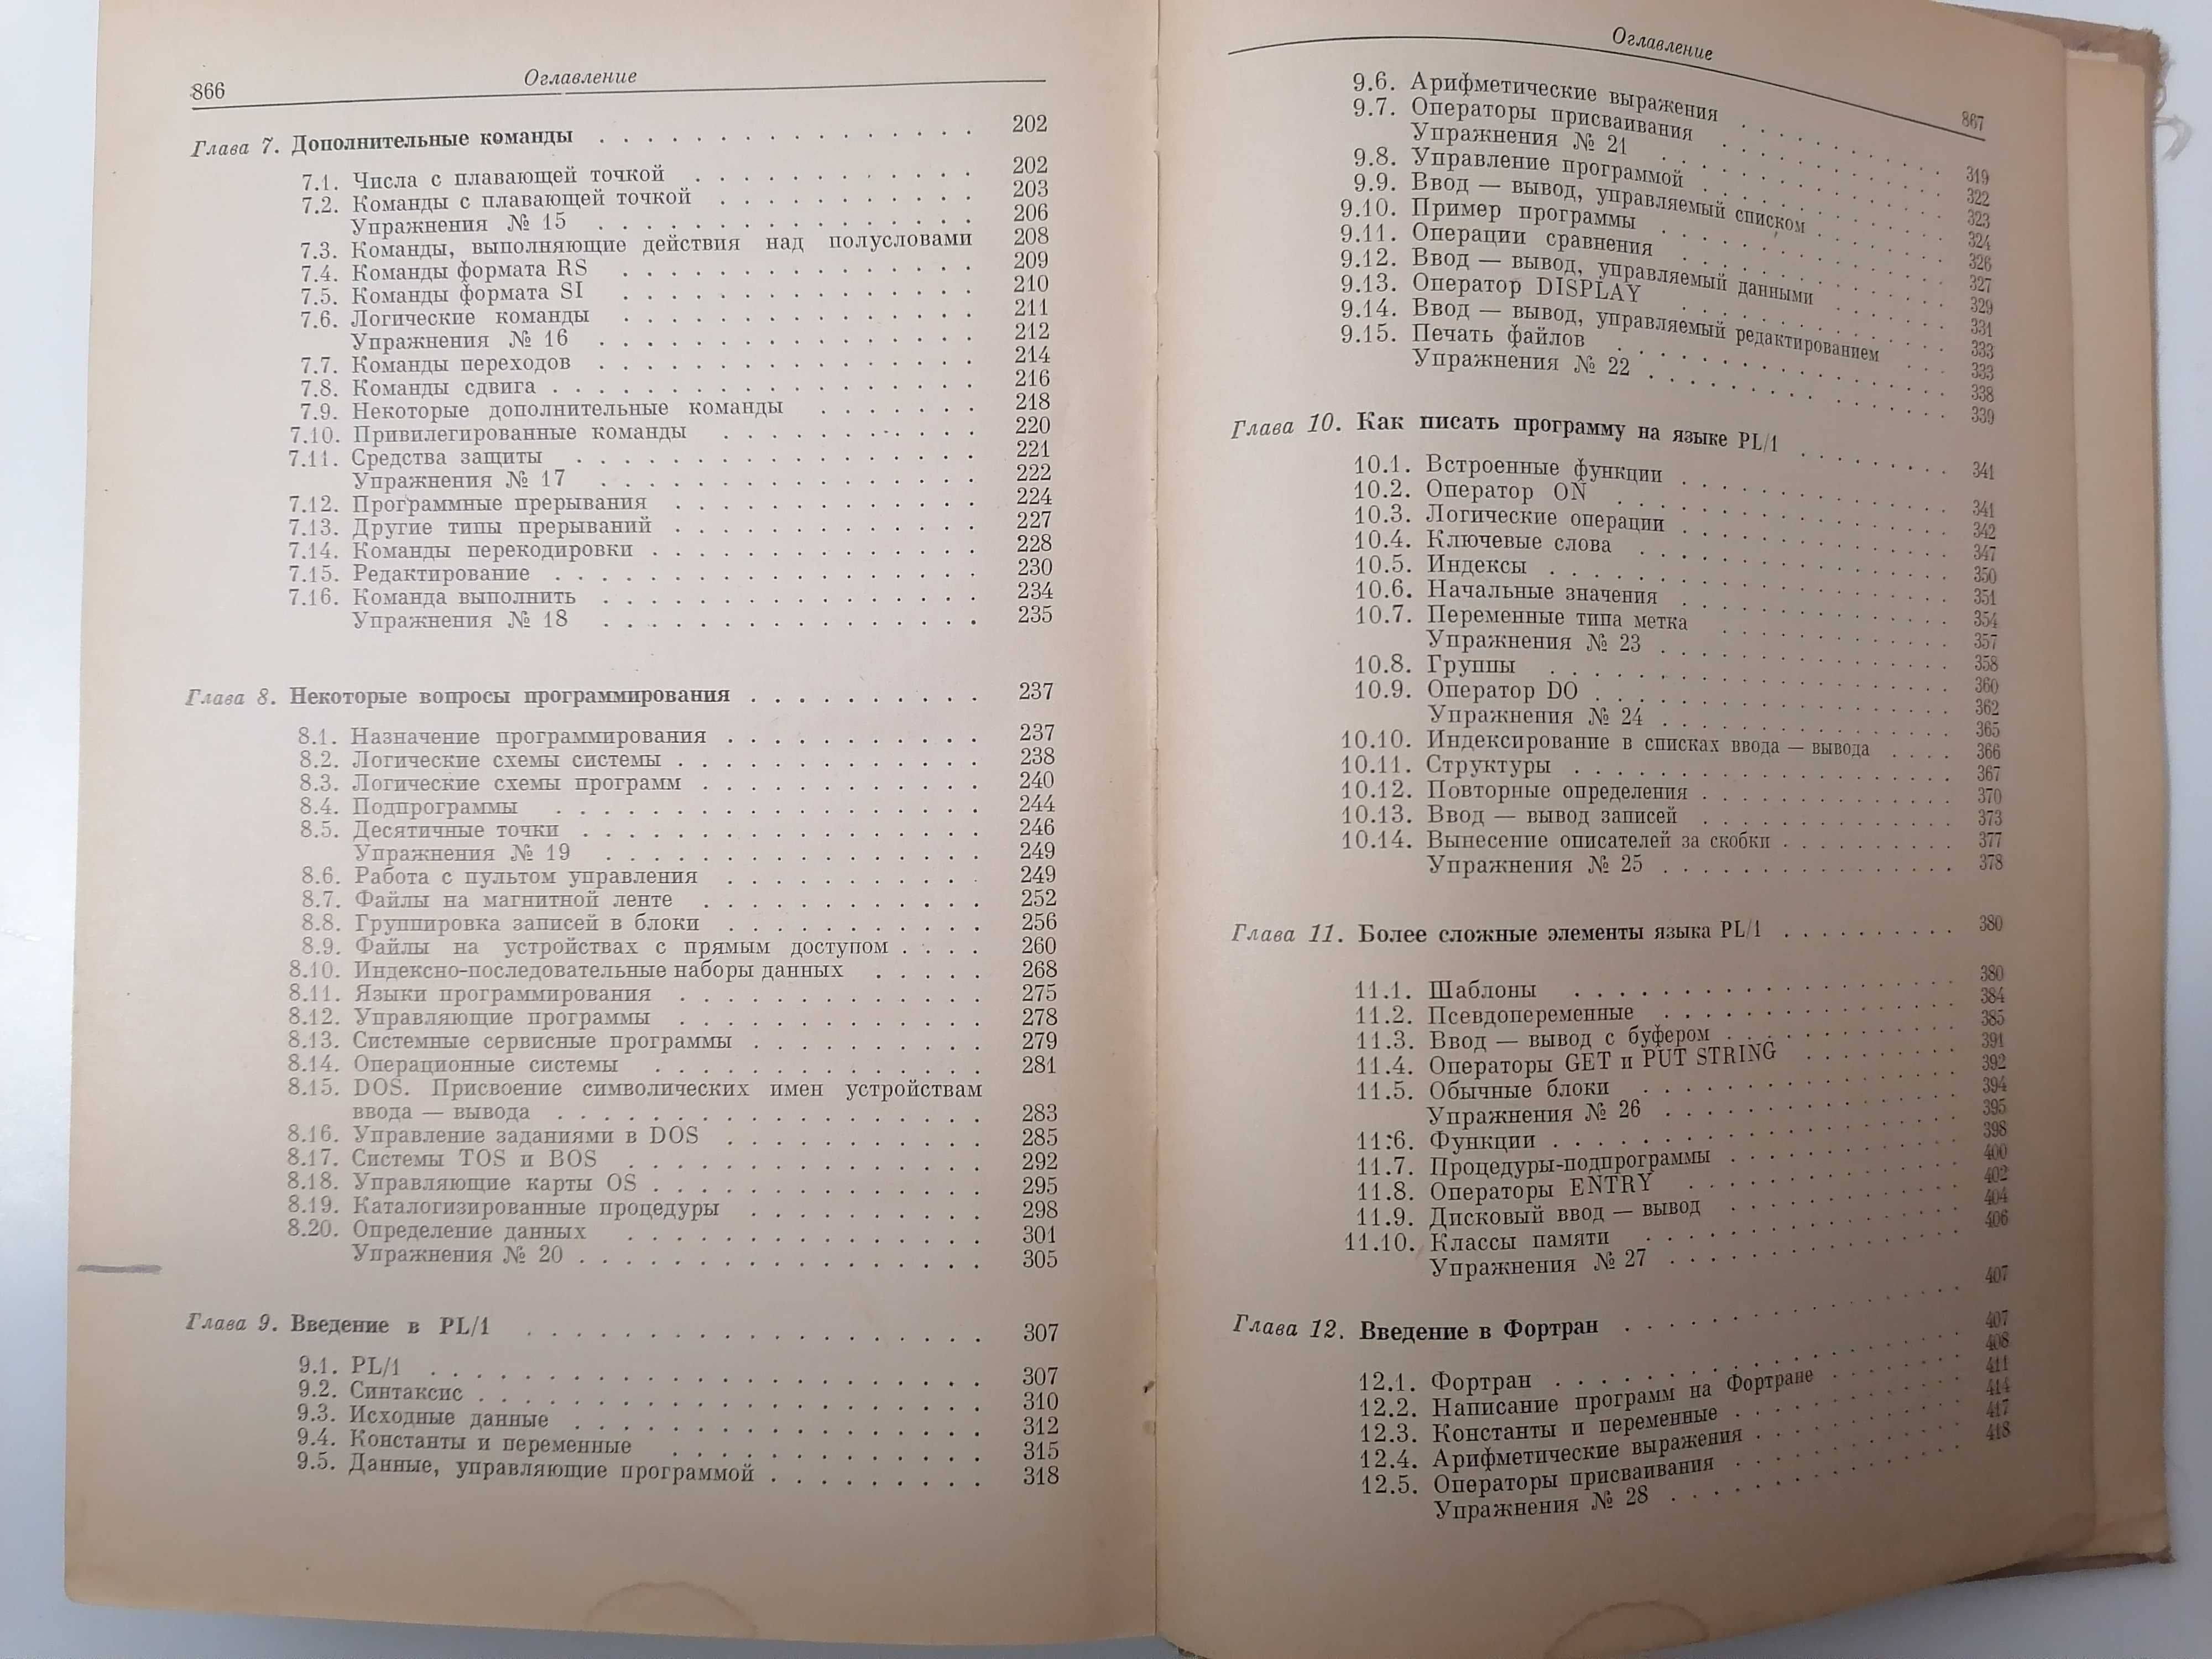 866
Оглавление
Глава 7. Дополнительные команды . . . . . . . . . . . . . . . . 202
7.1. Числа с плавающей точкой . . . . . . . . . . . . 202
7.2. Команды с плавающей точкой . . . . . . . . . . . 203
Упражнения № 15 . . . . . . . . . . . . . . . . 206
7.3. Команды, выполняющие действия над полусловами 208
7.4. Команды формата RS . . . . . . . . . . . . . . . 209
7.5. Команды формата SI . . . . . . . . . . . . . . . 210
7.6. Логические команды . . . . . . . . . . . . . . . 211
Упражнения № 16 . . . . . . . . . . . . . . . . 212
7.7. Команды переходов . . . . . . . . . . . . . . . . 214
7.8. Команды сдвига . . . . . . . . . . . . . . . . . . 216
7.9. Некоторые дополнительные команды . . . . . . . 218
7.10. Привилегированные команды . . . . . . . . . . . 220
7.11. Средства защиты . . . . . . . . . . . . . . . . . 221
Упражнения № 17 . . . . . . . . . . . . . . . . 222
7.12. Программные прерывания . . . . . . . . . . . . . 224
7.13. Другие типы прерываний . . . . . . . . . . . . . 227
7.14. Команды перекодировки . . . . . . . . . . . . . . 228
7.15. Редактирование . . . . . . . . . . . . . . . . . . 230
7.16. Команда выполнить . . . . . . . . . . . . . . . . 234
Упражнения № 18 . . . . . . . . . . . . . . . . 235
Глава 8. Некоторые вопросы программирования . . . . . . . . . . 237
8.1. Назначение программирования . . . . . . . . . . . 237
8.2. Логические схемы системы . . . . . . . . . . . . . 238
8.3. Логические схемы программ . . . . . . . . . . . . 240
8.4. Подпрограммы . . . . . . . . . . . . . . . . . . 244
8.5. Десятичные точки . . . . . . . . . . . . . . . . . 246
Упражнения № 19 . . . . . . . . . . . . . . . . 249
8.6. Работа с пультом управления . . . . . . . . . . . 249
8.7. Файлы на магнитной ленте . . . . . . . . . . . . 252
8.8. Группировка записей в блоки . . . . . . . . . . . 256
8.9. Файлы на устройствах с прямым доступом . . . . 260
8.10. Индексно-последовательные наборы данных . . . . . 268
8.11. Языки программирования . . . . . . . . . . . . . 275
8.12. Управляющие программы . . . . . . . . . . . . . 278
8.13. Системные сервисные программы . . . . . . . . . . 279
8.14. Операционные системы . . . . . . . . . . . . . . 281
8.15. DOS. Присвоение символических имен устройствам
ввода — вывода . . . . . . . . . . . . . . . . . . 283
8.16. Управление заданиями в DOS . . . . . . . . . . . 285
8.17. Системы TOS и BOS . . . . . . . . . . . . . . . 292
8.18. Управляющие карты OS . . . . . . . . . . . . . . 295
8.19. Каталогизированные процедуры . . . . . . . . . . 298
8.20. Определение данных . . . . . . . . . . . . . . . 301
Упражнения № 20 . . . . . . . . . . . . . . . . . 305
Глава 9. Введение в PL/1 . . . . . . . . . . . . . . . . . . . 307
9.1. PL/1 . . . . . . . . . . . . . . . . . . . . . . . 307
9.2. Синтаксис . . . . . . . . . . . . . . . . . . . . . 310
9.3. Исходные данные . . . . . . . . . . . . . . . . . 312
9.4. Константы и переменные . . . . . . . . . . . . . 315
9.5. Данные, управляющие программой . . . . . . . . . 318
Оглавление
867
9.6. Арифметические выражения . . . . . . . . . 319
9.7. Операторы присваивания . . . . . . . . . . 322
Упражнения № 21 . . . . . . . . . . . . . 323
9.8. Управление программой . . . . . . . . . . 324
9.9. Ввод — вывод, управляемый списком . . . . . . 326
9.10. Пример программы . . . . . . . . . . . . . 327
9.11. Операции сравнения . . . . . . . . . . . . 329
9.12. Ввод — вывод, управляемый данными . . . . . . 331
9.13. Оператор DISPLAY . . . . . . . . . . . . . 333
9.14. Ввод — вывод, управляемый редактированием . . . 333
9.15. Печать файлов . . . . . . . . . . . . . . . 338
Упражнения № 22 . . . . . . . . . . . . . 339
Глава 10. Как писать программу на языке PL/1 . . . . . . . . 341
10.1. Встроенные функции . . . . . . . . . . . . . 341
10.2. Оператор ON . . . . . . . . . . . . . . . . 342
10.3. Логические операции . . . . . . . . . . . . . 347
10.4. Ключевые слова . . . . . . . . . . . . . . . 350
10.5. Индексы . . . . . . . . . . . . . . . . . . 351
10.6. Начальные значения . . . . . . . . . . . . . 354
10.7. Переменные типа метка . . . . . . . . . . . . 357
Упражнения № 23 . . . . . . . . . . . . . . 358
10.8. Группы . . . . . . . . . . . . . . . . . . . 360
10.9. Оператор DO . . . . . . . . . . . . . . . . 362
Упражнения № 24 . . . . . . . . . . . . . . 365
10.10. Индексирование в списках ввода — вывода . . . . 366
10.11. Структуры . . . . . . . . . . . . . . . . . . 367
10.12. Повторные определения . . . . . . . . . . . . 370
10.13. Ввод — вывод записей . . . . . . . . . . . . 373
10.14. Вынесение описателей за скобки . . . . . . . . . 377
Упражнения № 25 . . . . . . . . . . . . . . 378
Глава 11. Более сложные элементы языка PL/1 . . . . . . . . . 380
11.1. Шаблоны . . . . . . . . . . . . . . . . . . 380
11.2. Псевдопеременные . . . . . . . . . . . . . . 384
11.3. Ввод — вывод с буфером . . . . . . . . . . . 385
11.4. Операторы GET и PUT STRING . . . . . . . . 391
11.5. Обычные блоки . . . . . . . . . . . . . . . 392
Упражнения № 26 . . . . . . . . . . . . . . 394
11.6. Функции . . . . . . . . . . . . . . . . . . 395
11.7. Процедуры-подпрограммы . . . . . . . . . . . 398
11.8. Операторы ENTRY . . . . . . . . . . . . . . 400
11.9. Дисковый ввод — вывод . . . . . . . . . . . 402
11.10. Классы памяти . . . . . . . . . . . . . . . 404
Упражнения № 27 . . . . . . . . . . . . . . 406
Глава 12. Введение в Фортран . . . . . . . . . . . . . . . 407
12.1. Фортран . . . . . . . . . . . . . . . . . . 407
12.2. Написание программ на Фортране . . . . . . . 408
12.3. Константы и переменные . . . . . . . . . . . 411
12.4. Арифметические выражения . . . . . . . . . . 414
12.5. Операторы присваивания . . . . . . . . . . . 417
Упражнения № 28 . . . . . . . . . . . . . . 418